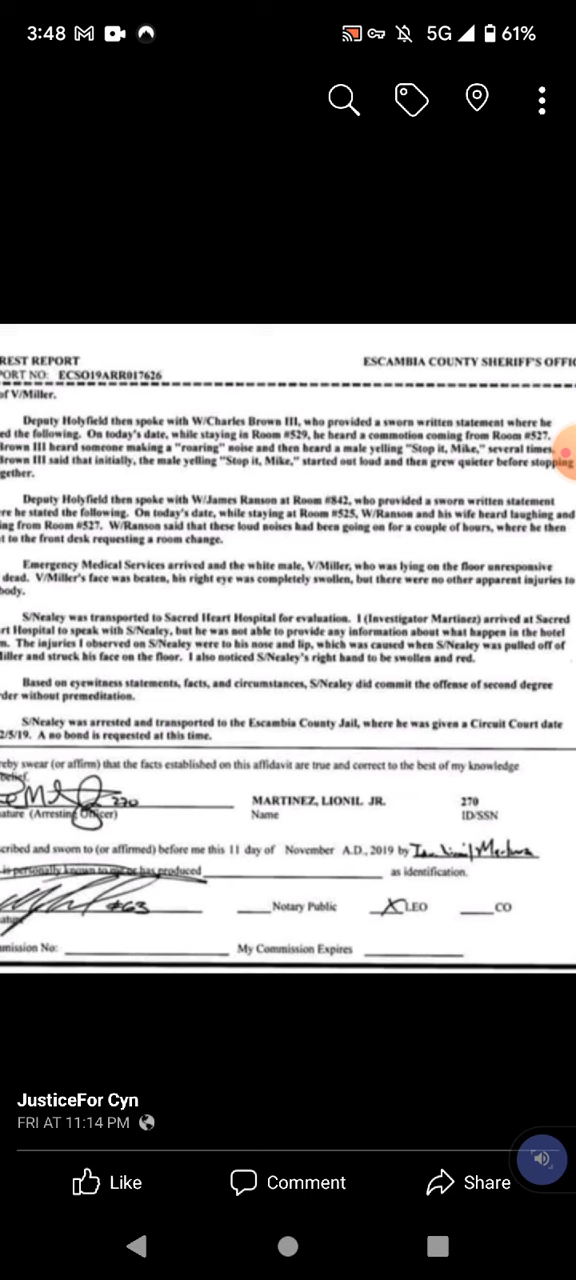 3:48
5G
61%
REST REPORT
ESCAMBIA COUNTY SHERIFF'S OFFIC
PORT NO: ECSO19ARR017626
of V/Miller.
Deputy Holyfield then spoke with W/Charles Brown III, who provided a sworn written statement where he
ed the following. On today's date, while staying in Room #529, he heard a commotion coming from Room #527.
Brown III heard someone making a "roaring" noise and then heard a male yelling "Stop it, Mike," several times.
Brown III said that initially, the male yelling "Stop it, Mike," started out loud and then grew quieter before stopping
gether.
Deputy Holyfield then spoke with W/James Ranson at Room #842, who provided a sworn written statement
re he stated the following. On today's date, while staying at Room #525, W/Ranson and his wife heard laughing and
ing from Room #527. W/Ranson said that these loud noises had been going on for a couple of hours, where he then
t to the front desk requesting a room change.
Emergency Medical Services arrived and the white male, V/Miller, who was lying on the floor unresponsive
dead. V/Miller's face was beaten, his right eye was completely swollen, but there were no other apparent injuries to
body.
S/Nealey was transported to Sacred Heart Hospital for evaluation. I (Investigator Martinez) arrived at Sacred
rt Hospital to speak with S/Nealey, but he was not able to provide any information about what happen in the hotel
m. The injuries I observed on S/Nealey were to his nose and lip, which was caused when S/Nealey was pulled off of
iller and struck his face on the floor. I also noticed S/Nealey's right hand to be swollen and red.
Based on eyewitness statements, facts, and circumstances, S/Nealey did commit the offense of second degree
rder without premeditation.
S/Nealey was arrested and transported to the Escambia County Jail, where he was given a Circuit Court date
2/5/19. A no bond is requested at this time.
reby swear (or affirm) that the facts established on this affidavit are true and correct to the best of my knowledge
belief.
270
MARTINEZ, LIONIL JR.
270
ature (Arresting Officer)
Name
ID/SSN
cribed and sworn to (or affirmed) before me this 11 day of November A.D., 2019 by
is personally known to me or has produced
as identification.
#63
Notary Public
X LEO
CO
atu
mission No:
My Commission Expires
JusticeFor Cyn
FRI AT 11:14 PM
Like
Comment
Share